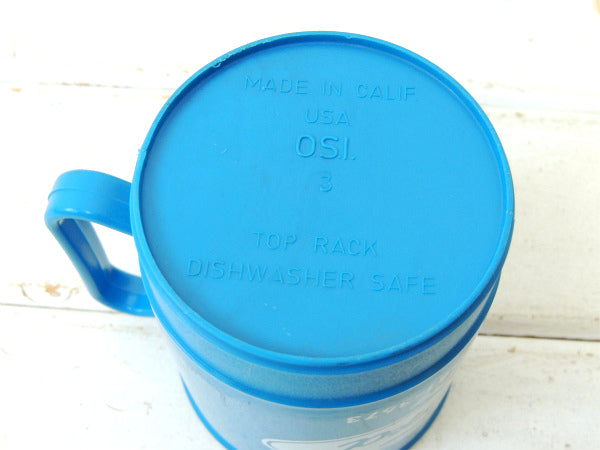 MADE IN CALIF
USA
OSI.
3
TOP RACK
DISHWASHER SAFE